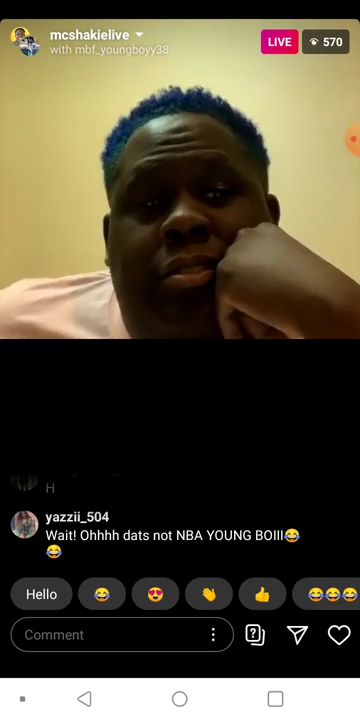 mcshakielive
with mbf_youngboyy38
LIVE
570
H
yazzii_504
Wait! Ohhhh dats not NBA YOUNG BOIII😂
😂
Hello
😂
😍
👏
👍
😂😂😂
Comment